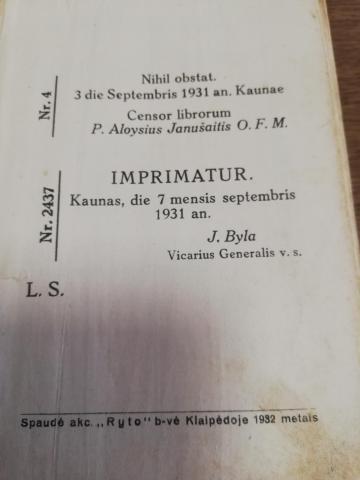 Nr. 4
Nihil obstat.
3 die Septembris 1931 an. Kaunae
Censor librorum
P. Aloysius Janušaitis O. F. M.
Nr. 2437
IMPRIMATUR.
Kaunas, die 7 mensis septembris
1931 an.
J. Byla
Vicarius Generalis v. s.
L. S.
Spaudė akc. „Ryto" b-vė Klaipėdoje 1932 metais